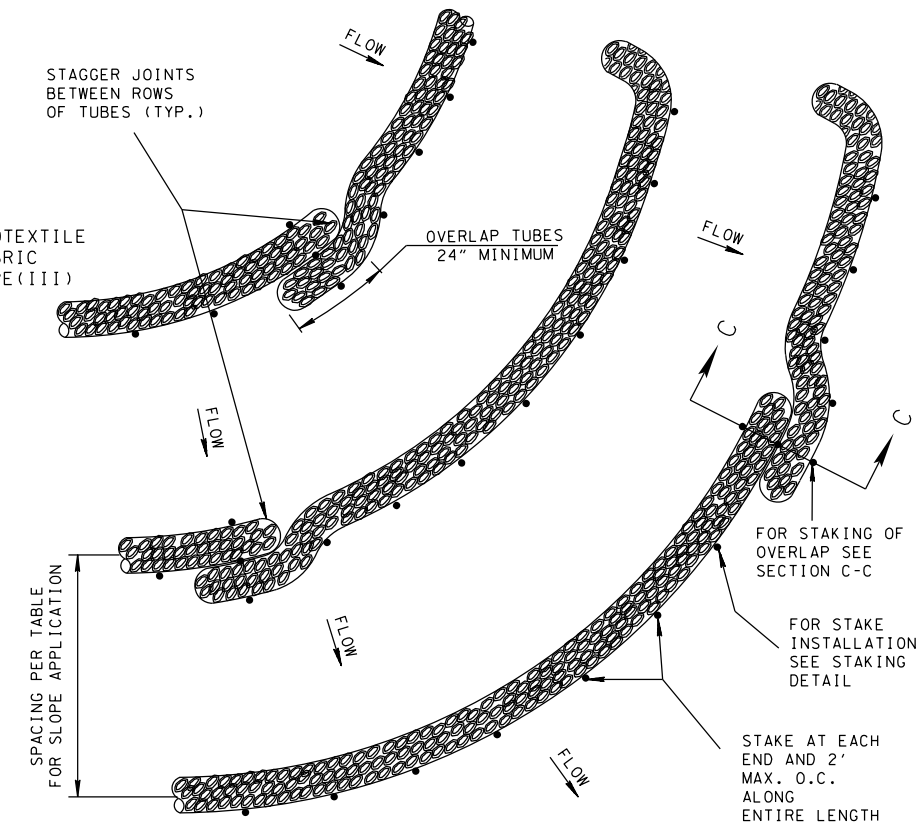 FLOW
STAGGER JOINTS
BETWEEN ROWS
OF TUBES (TYP.)
OTEXTILE
BRIC
PE(III)
OVERLAP TUBES
24" MINIMUM
FLOW
C
C
FLOW
FOR STAKING OF
OVERLAP SEE
SECTION C-C
SPACING PER TABLE
FOR SLOPE APPLICATION
FLOW
FOR STAKE
INSTALLATION
SEE STAKING
DETAIL
FLOW
STAKE AT EACH
END AND 2'
MAX. O.C.
ALONG
ENTIRE LENGTH